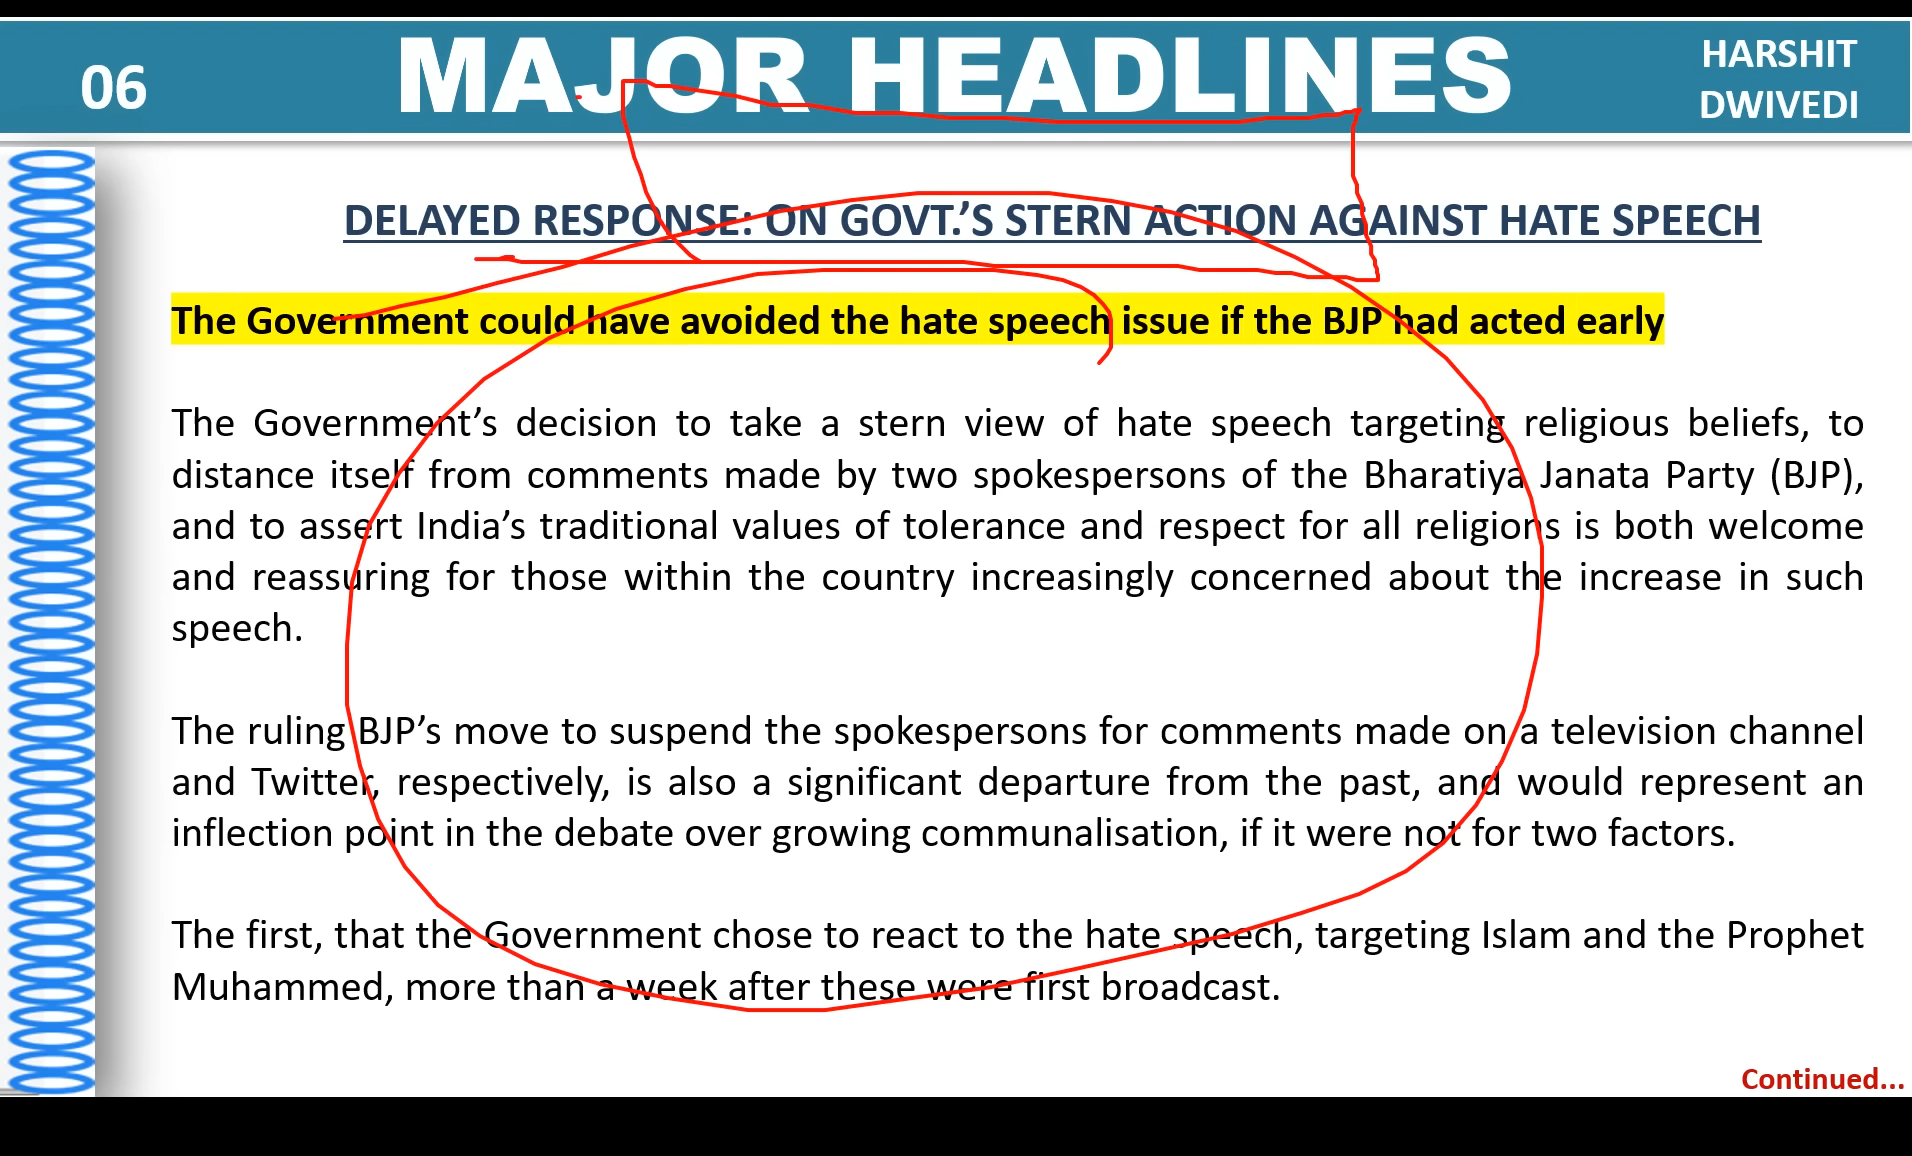 06
MAJOR HEADLINES
HARSHIT
DWIVEDI
DELAYED RESPONSE: ON GOVT.’S STERN ACTION AGAINST HATE SPEECH
The Government could have avoided the hate speech issue if the BJP had acted early
The Government’s decision to take a stern view of hate speech targeting religious beliefs, to
distance itself from comments made by two spokespersons of the Bharatiya Janata Party (BJP),
and to assert India’s traditional values of tolerance and respect for all religions is both welcome
and reassuring for those within the country increasingly concerned about the increase in such
speech.
The ruling BJP’s move to suspend the spokespersons for comments made on a television channel
and Twitter, respectively, is also a significant departure from the past, and would represent an
inflection point in the debate over growing communalisation, if it were not for two factors.
The first, that the Government chose to react to the hate speech, targeting Islam and the Prophet
Muhammed, more than a week after these were first broadcast.
Continued...